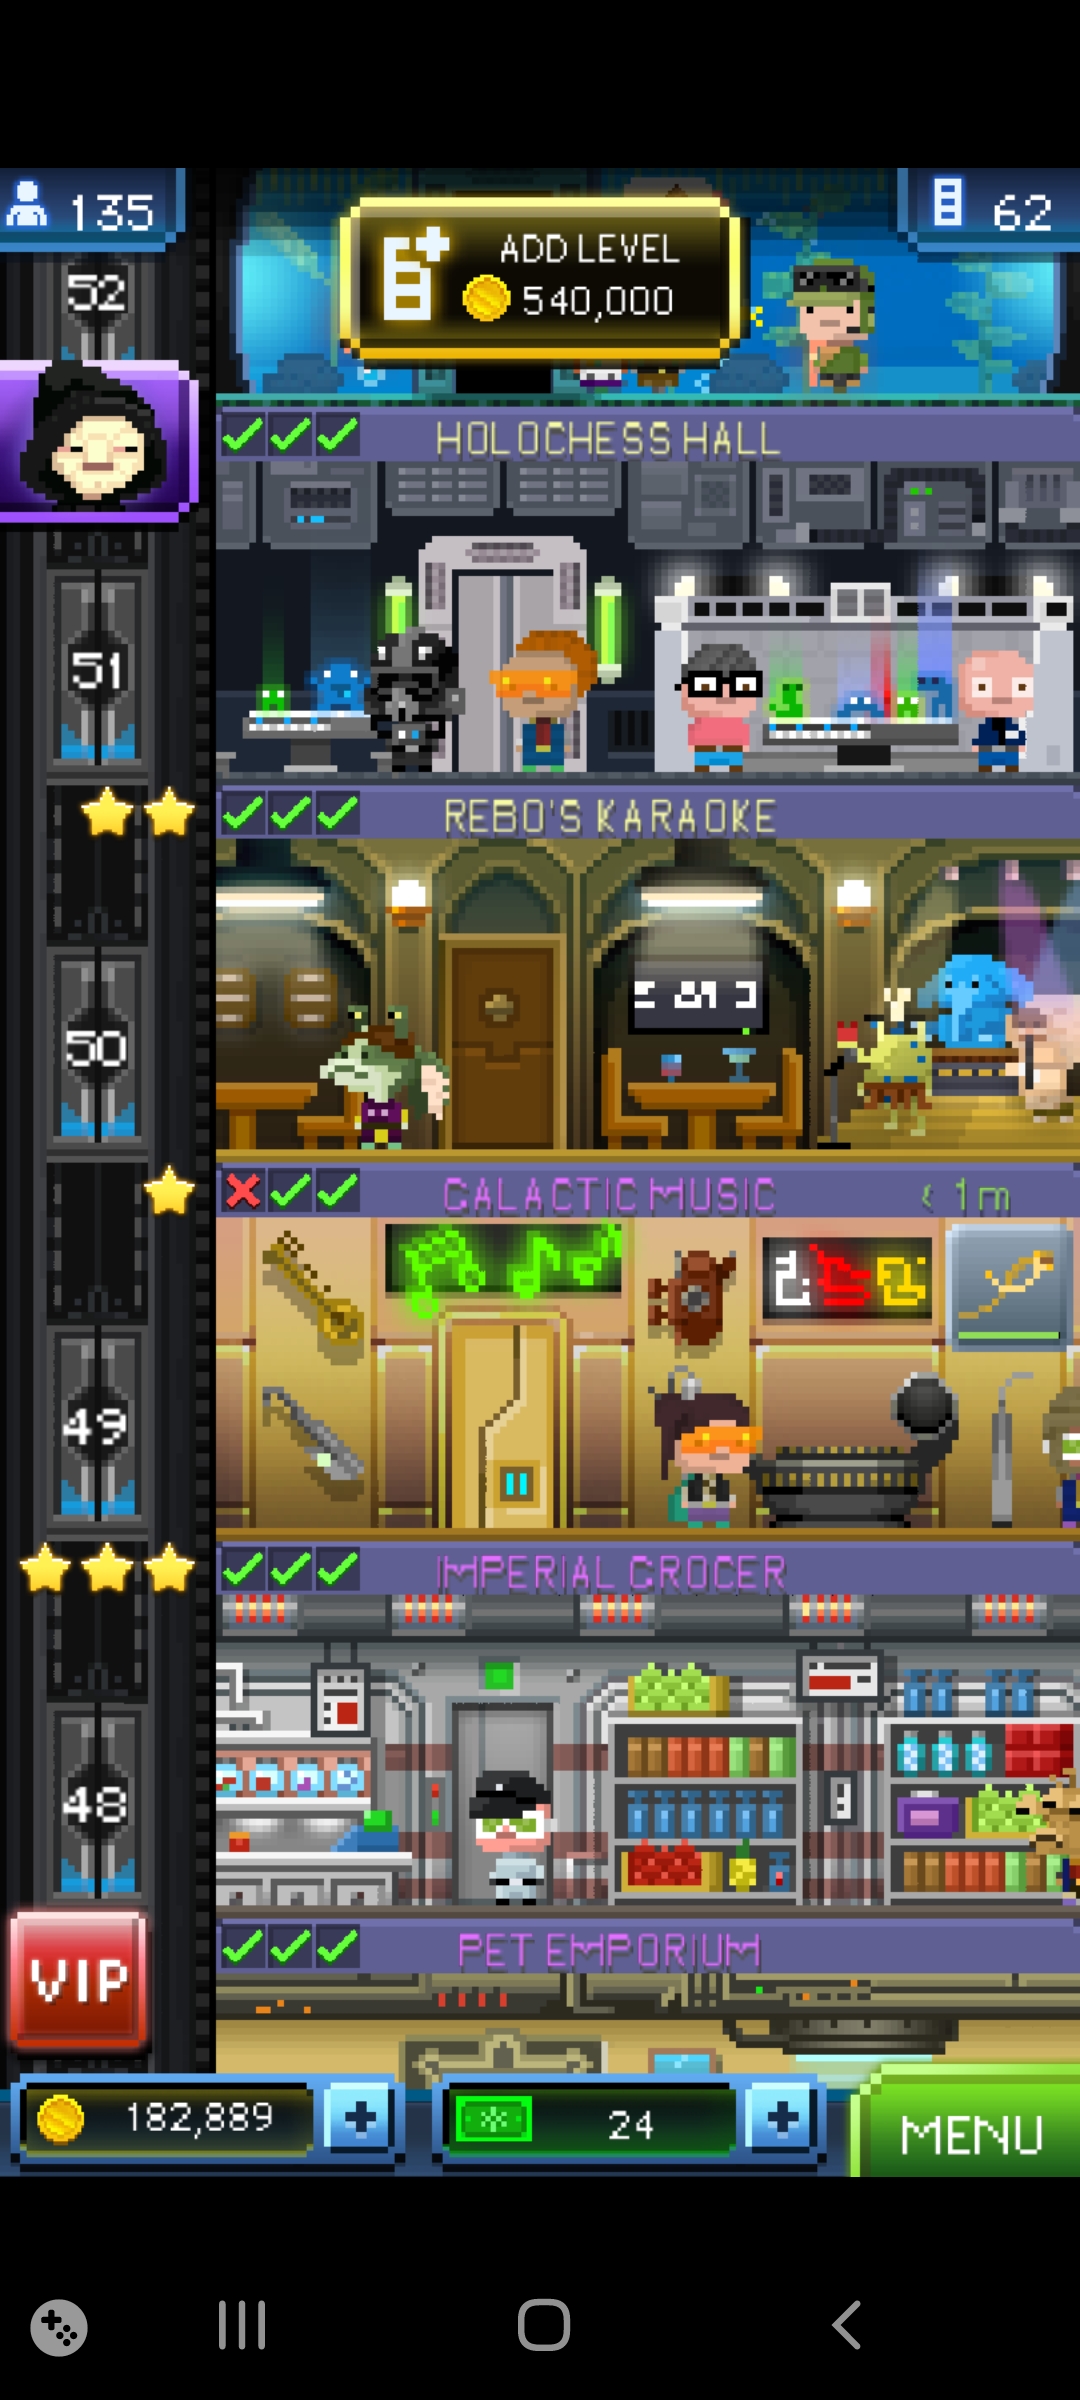 135
62
ADD LEVEL
540,000
52
HOLOCHESS HALL
51
REBO'S KARAOKE
50
GALACTIC MUSIC < 1m
49
IMPERIAL GROCER
48
PET EMPORIUM
VIP
182,889 +
24 +
MENU